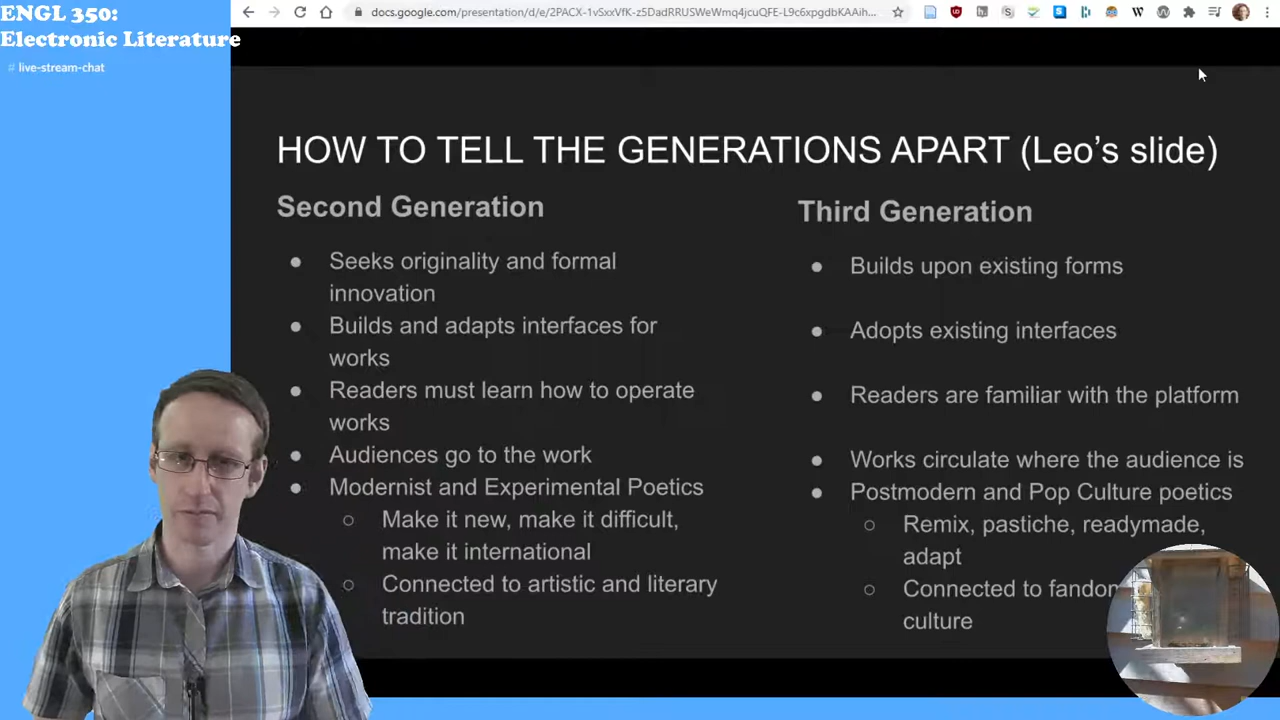 ENGL 350:
Electronic Literature
# live-stream-chat
docs.google.com/presentation/d/e/2PACX-1vSxxVfK-z5DadRRUSWeWmq4jcuQFE-L9c6xpgdbKAAih...
HOW TO TELL THE GENERATIONS APART (Leo's slide)
Second Generation
● Seeks originality and formal
innovation
● Builds and adapts interfaces for
works
● Readers must learn how to operate
works
● Audiences go to the work
● Modernist and Experimental Poetics
○ Make it new, make it difficult,
make it international
○ Connected to artistic and literary
tradition
Third Generation
● Builds upon existing forms
● Adopts existing interfaces
● Readers are familiar with the platform
● Works circulate where the audience is
● Postmodern and Pop Culture poetics
○ Remix, pastiche, readymade,
adapt
○ Connected to
culture